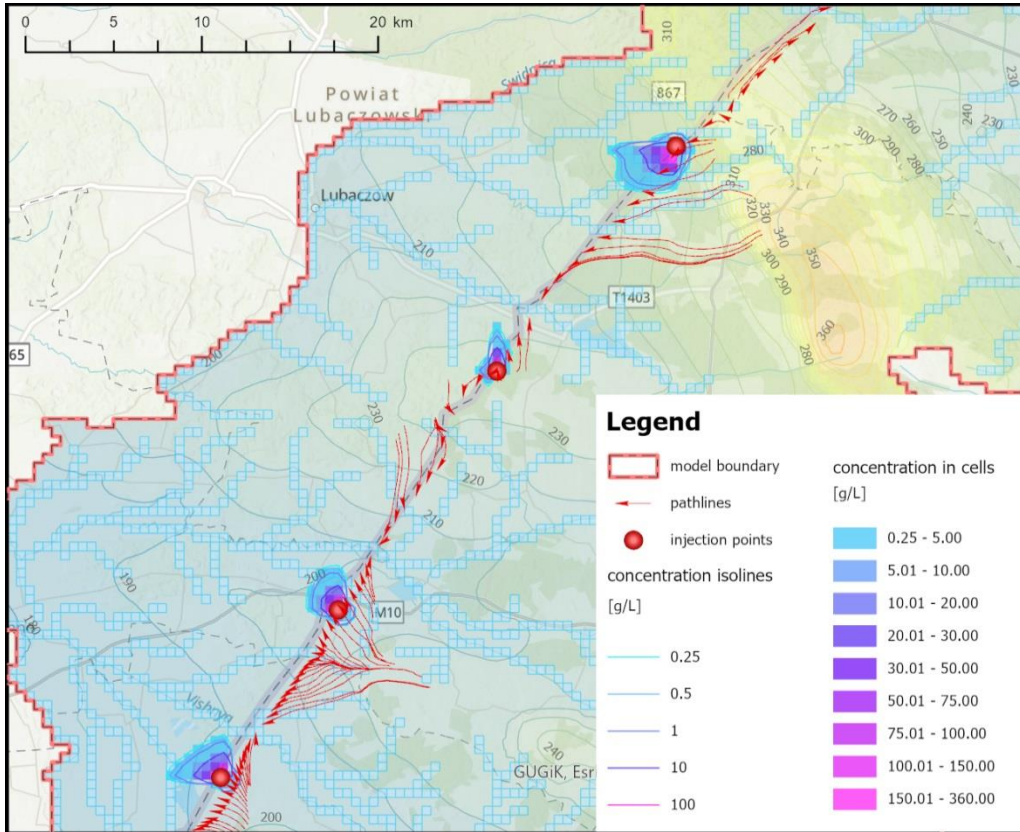 0 5 10 20 km
310
230
Swidnica
Powiat
Lubaczowsk
867
270
260
240
230
300
250
290
280
280
Lubaczow
310
320
330
340
350
210
300
290
T1403
360
280
65
200
230
230
220
210
200
190
M10
180
Vishnya
240
GUGiK, Esr
200
Legend
model boundary
pathlines
injection points
concentration isolines
[g/L]
0.25
0.5
1
10
100
concentration in cells
[g/L]
0.25 - 5.00
5.01 - 10.00
10.01 - 20.00
20.01 - 30.00
30.01 - 50.00
50.01 - 75.00
75.01 - 100.00
100.01 - 150.00
150.01 - 360.00